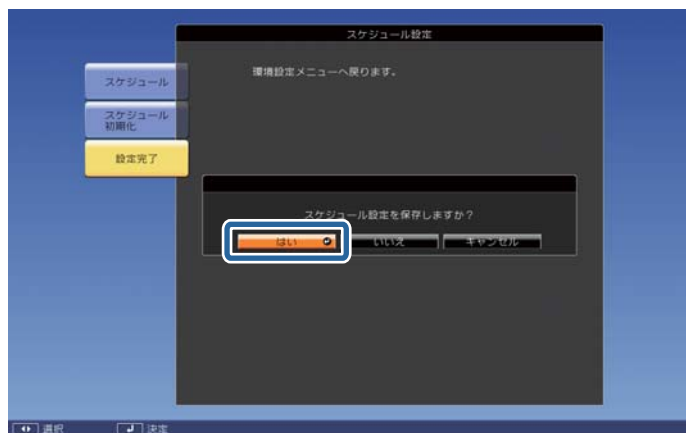 スケジュール設定
スケジュール
スケジュール
初期化
設定完了
環境設定メニューへ戻ります。
スケジュール設定を保存しますか?
はい
いいえ
キャンセル
選択
決定